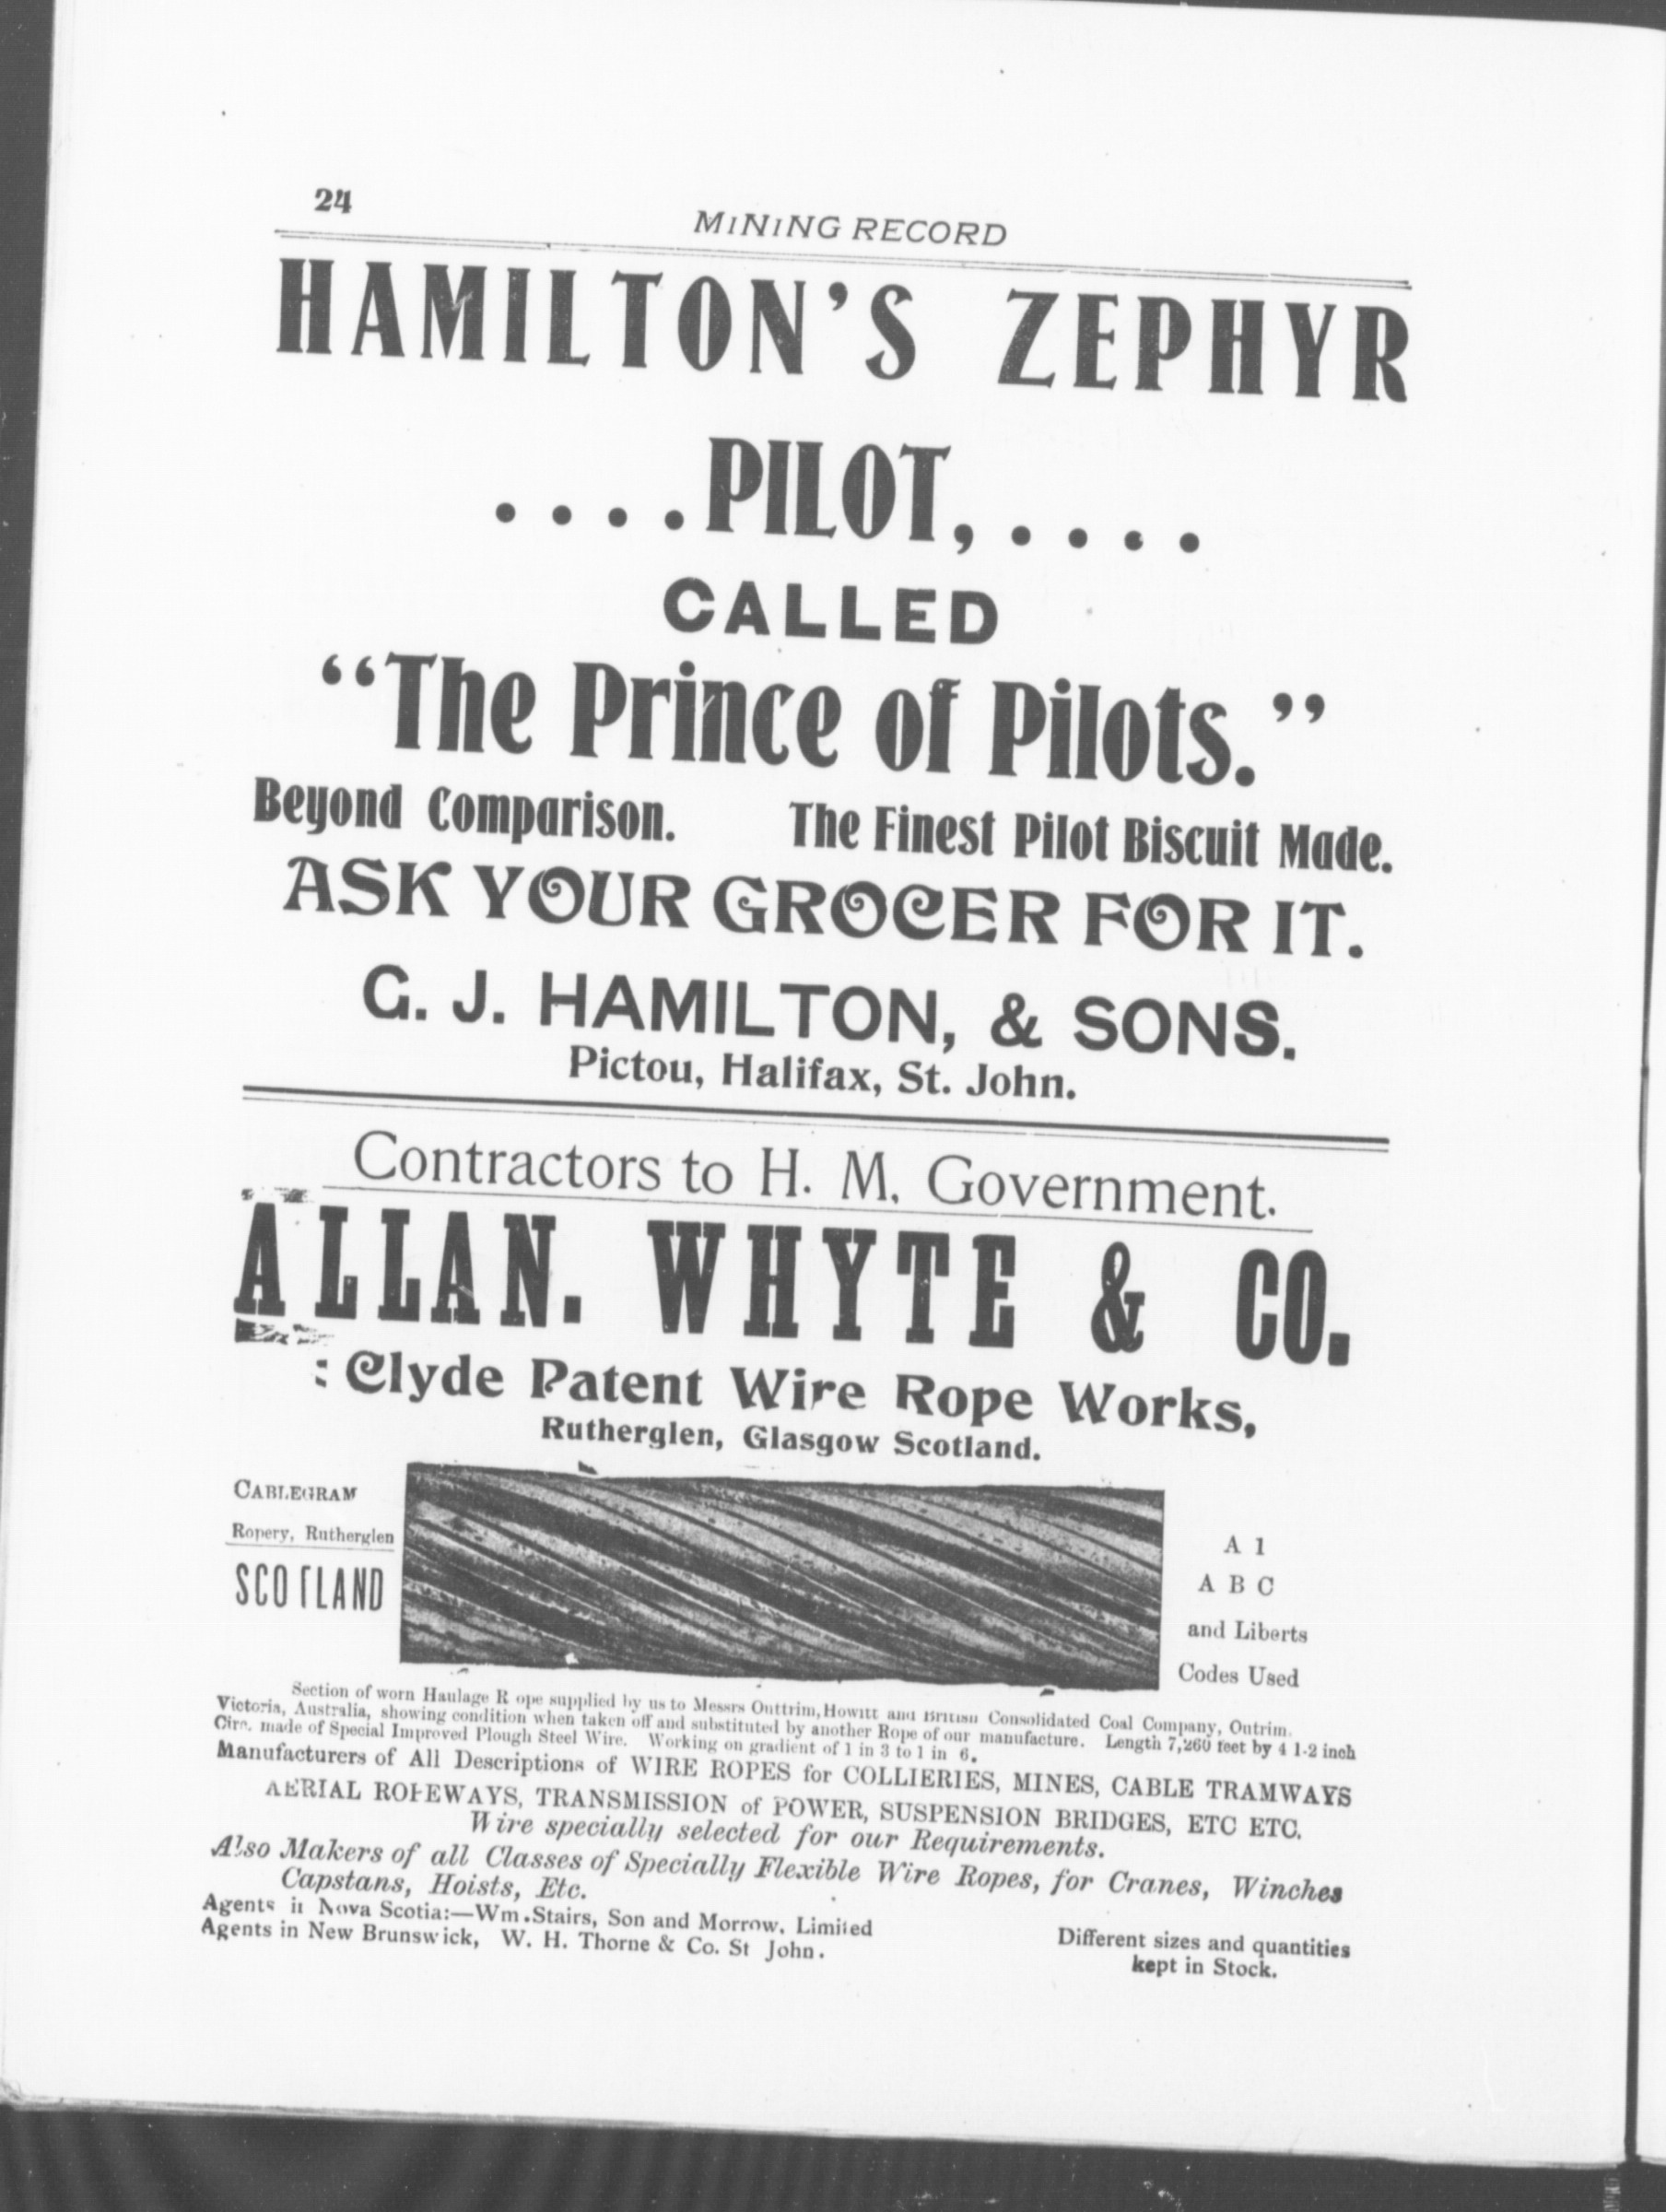 24
MINING RECORD
HAMILTON'S ZEPHYR
....PILOT,....
CALLED
"The Prince of Pilots."
Beyond Comparison. The Finest Pilot Biscuit Made.
ASK YOUR GROCER FOR IT.
G. J. HAMILTON, & SONS.
Pictou, Halifax, St. John.
Contractors to H. M. Government.
ALLAN. WHYTE & CO.
: Clyde Patent Wire Rope Works,
Rutherglen, Glasgow Scotland.
CABLEGRAM
Ropery, Rutherglen
SCOTLAND
A 1
A B C
and Liberts
Codes Used
Section of worn Haulage R ope supplied by us to Messrs Outtrim, Howitt and British Consolidated Coal Company, Outrim.
Victoria, Australia, showing condition when taken off and substituted by another Rope of our manufacture. Length 7,260 feet by 4 1-2 inch
Circ. made of Special Improved Plough Steel Wire. Working on gradient of 1 in 3 to 1 in 6.
Manufacturers of All Descriptions of WIRE ROPES for COLLIERIES, MINES, CABLE TRAMWAYS
AERIAL ROPEWAYS, TRANSMISSION of POWER, SUSPENSION BRIDGES, ETC ETC.
Wire specially selected for our Requirements.
Also Makers of all Classes of Specially Flexible Wire Ropes, for Cranes, Winches
Capstans, Hoists, Etc.
Agents in Nova Scotia:—Wm. Stairs, Son and Morrow, Limited
Agents in New Brunswick, W. H. Thorne & Co. St John.
Different sizes and quantities
kept in Stock.